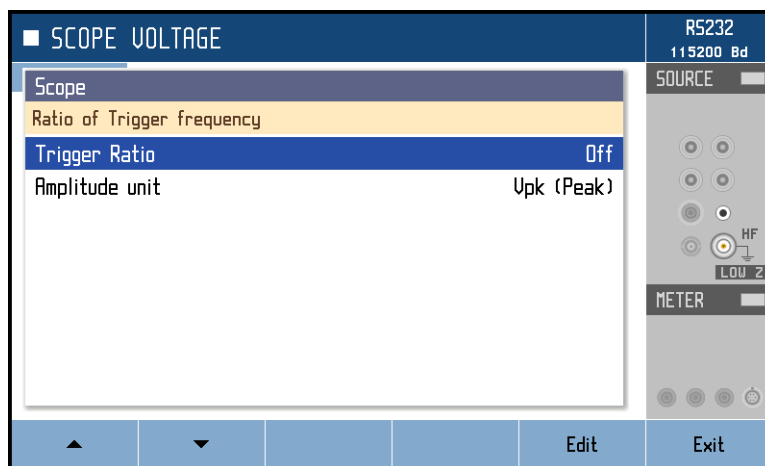 SCOPE VOLTAGE
RS232
115200 Bd
Scope
Ratio of Trigger frequency
Trigger Ratio Off
Amplitude unit Vpk (Peak)
SOURCE
HF
LOW Z
METER
Edit
Exit